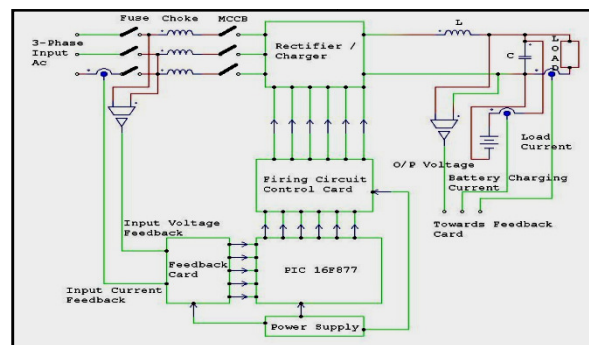 Fuse Choke MCCB
3-Phase
Input
Ac
Rectifier /
Charger
L
C
LOAD
Load
Current
O/P Voltage
Battery Charging
Current
Firing Circuit
Control Card
Towards Feedback
Card
Input Voltage
Feedback
Feedback
Card
PIC 16F877
Input Current
Feedback
Power Supply